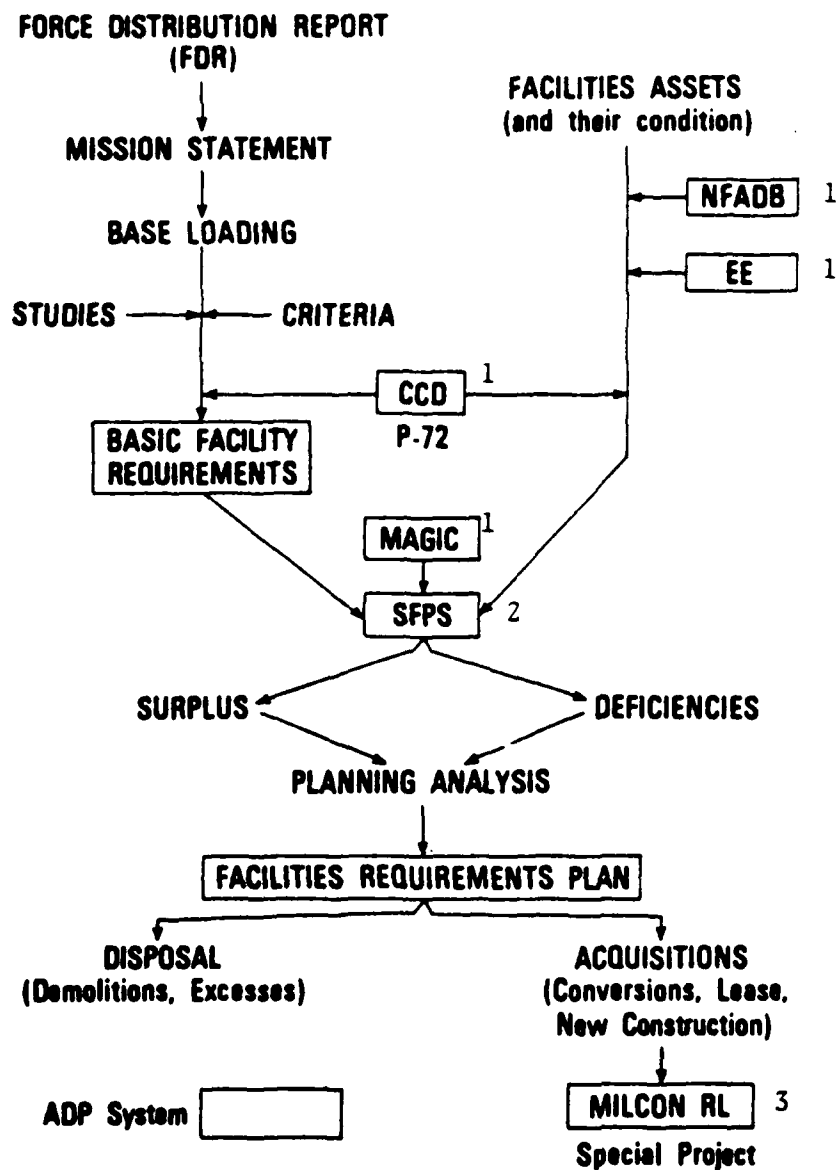 FORCE DISTRIBUTION REPORT
(FDR)
FACILITIES ASSETS
(and their condition)
MISSION STATEMENT
NFADB 1
BASE LOADING
EE 1
STUDIES CRITERIA
CCD 1
P-72
BASIC FACILITY
REQUIREMENTS
MAGIC 1
SFPS 2
SURPLUS DEFICIENCIES
PLANNING ANALYSIS
FACILITIES REQUIREMENTS PLAN
DISPOSAL
(Demolitions, Excesses)
ACQUISITIONS
(Conversions, Lease,
New Construction)
ADP System
MILCON RL 3
Special Project